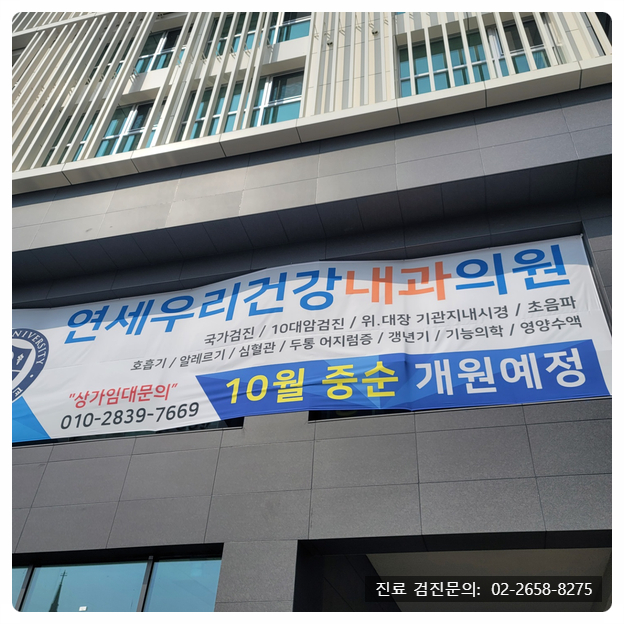 연세우리건강내과의원
국가검진 / 10대암검진 / 위.대장 기관지내시경 / 초음파
호흡기 / 알레르기 / 심혈관 / 두통 어지럼증 / 갱년기 / 기능의학 / 영양수액
"상가임대문의"
010-2839-7669
10월 중순 개원예정
진료 검진문의: 02-2658-8275